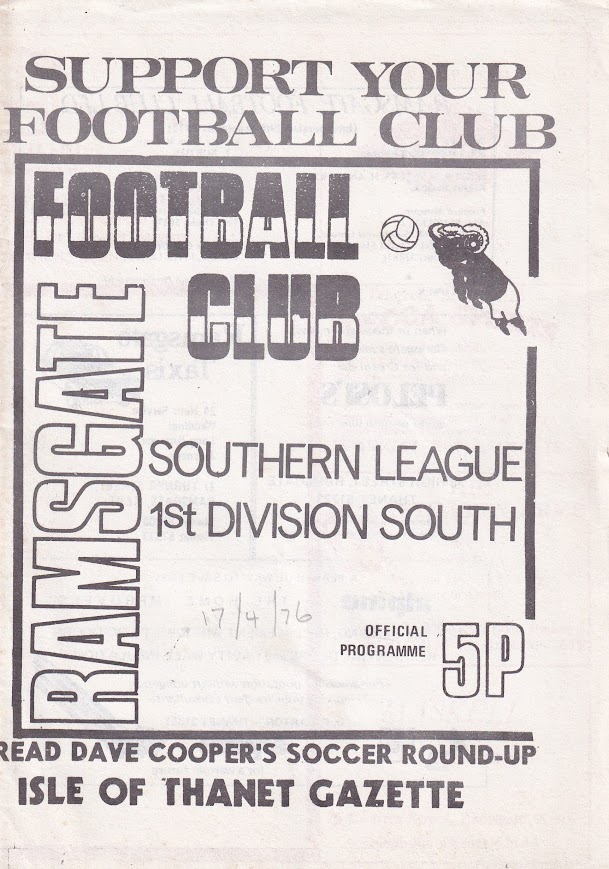 SUPPORT YOUR
FOOTBALL CLUB
FOOTBALL
CLUB
RAMSGATE
SOUTHERN LEAGUE
1st DIVISION SOUTH
17/4/76
OFFICIAL
PROGRAMME
5P
READ DAVE COOPER'S SOCCER ROUND-UP
ISLE OF THANET GAZETTE